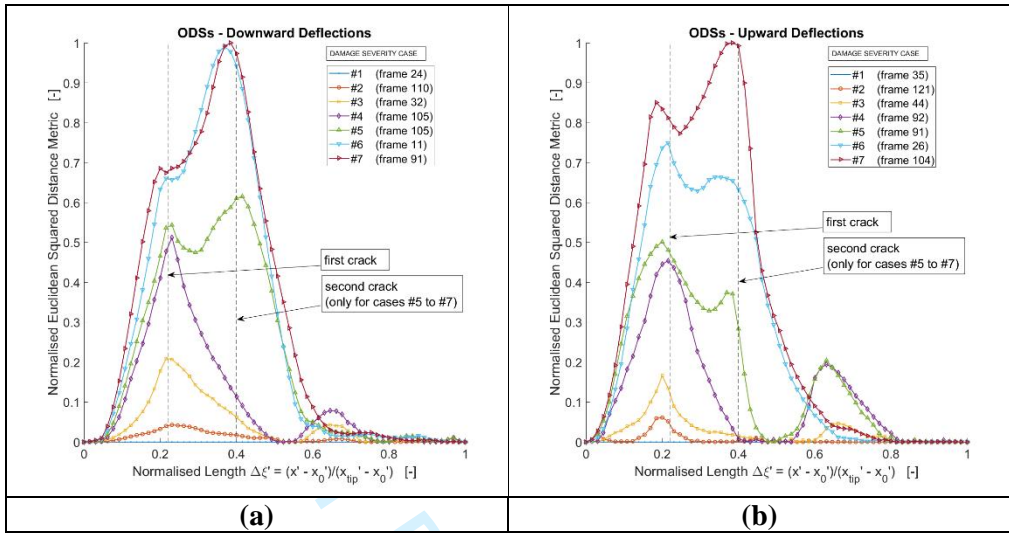 ODSs - Downward Deflections
Normalised Euclidean Squared Distance Metric [-]
1
0.9
0.8
0.7
0.6
0.5
0.4
0.3
0.2
0.1
0
DAMAGE SEVERITY CASE
#1 (frame 24)
#2 (frame 110)
#3 (frame 32)
#4 (frame 105)
#5 (frame 105)
#6 (frame 11)
#7 (frame 91)
first crack
second crack
(only for cases #5 to #7)
0 0.2 0.4 0.6 0.8 1
Normalised Length Δξ' = (x' - x₀')/(x_tip' - x₀') [-]
(a)
ODSs - Upward Deflections
Normalised Euclidean Squared Distance Metric [-]
1
0.9
0.8
0.7
0.6
0.5
0.4
0.3
0.2
0.1
0
DAMAGE SEVERITY CASE
#1 (frame 35)
#2 (frame 121)
#3 (frame 44)
#4 (frame 92)
#5 (frame 91)
#6 (frame 26)
#7 (frame 104)
first crack
second crack
(only for cases #5 to #7)
0 0.2 0.4 0.6 0.8 1
Normalised Length Δξ' = (x' - x₀')/(x_tip' - x₀') [-]
(b)